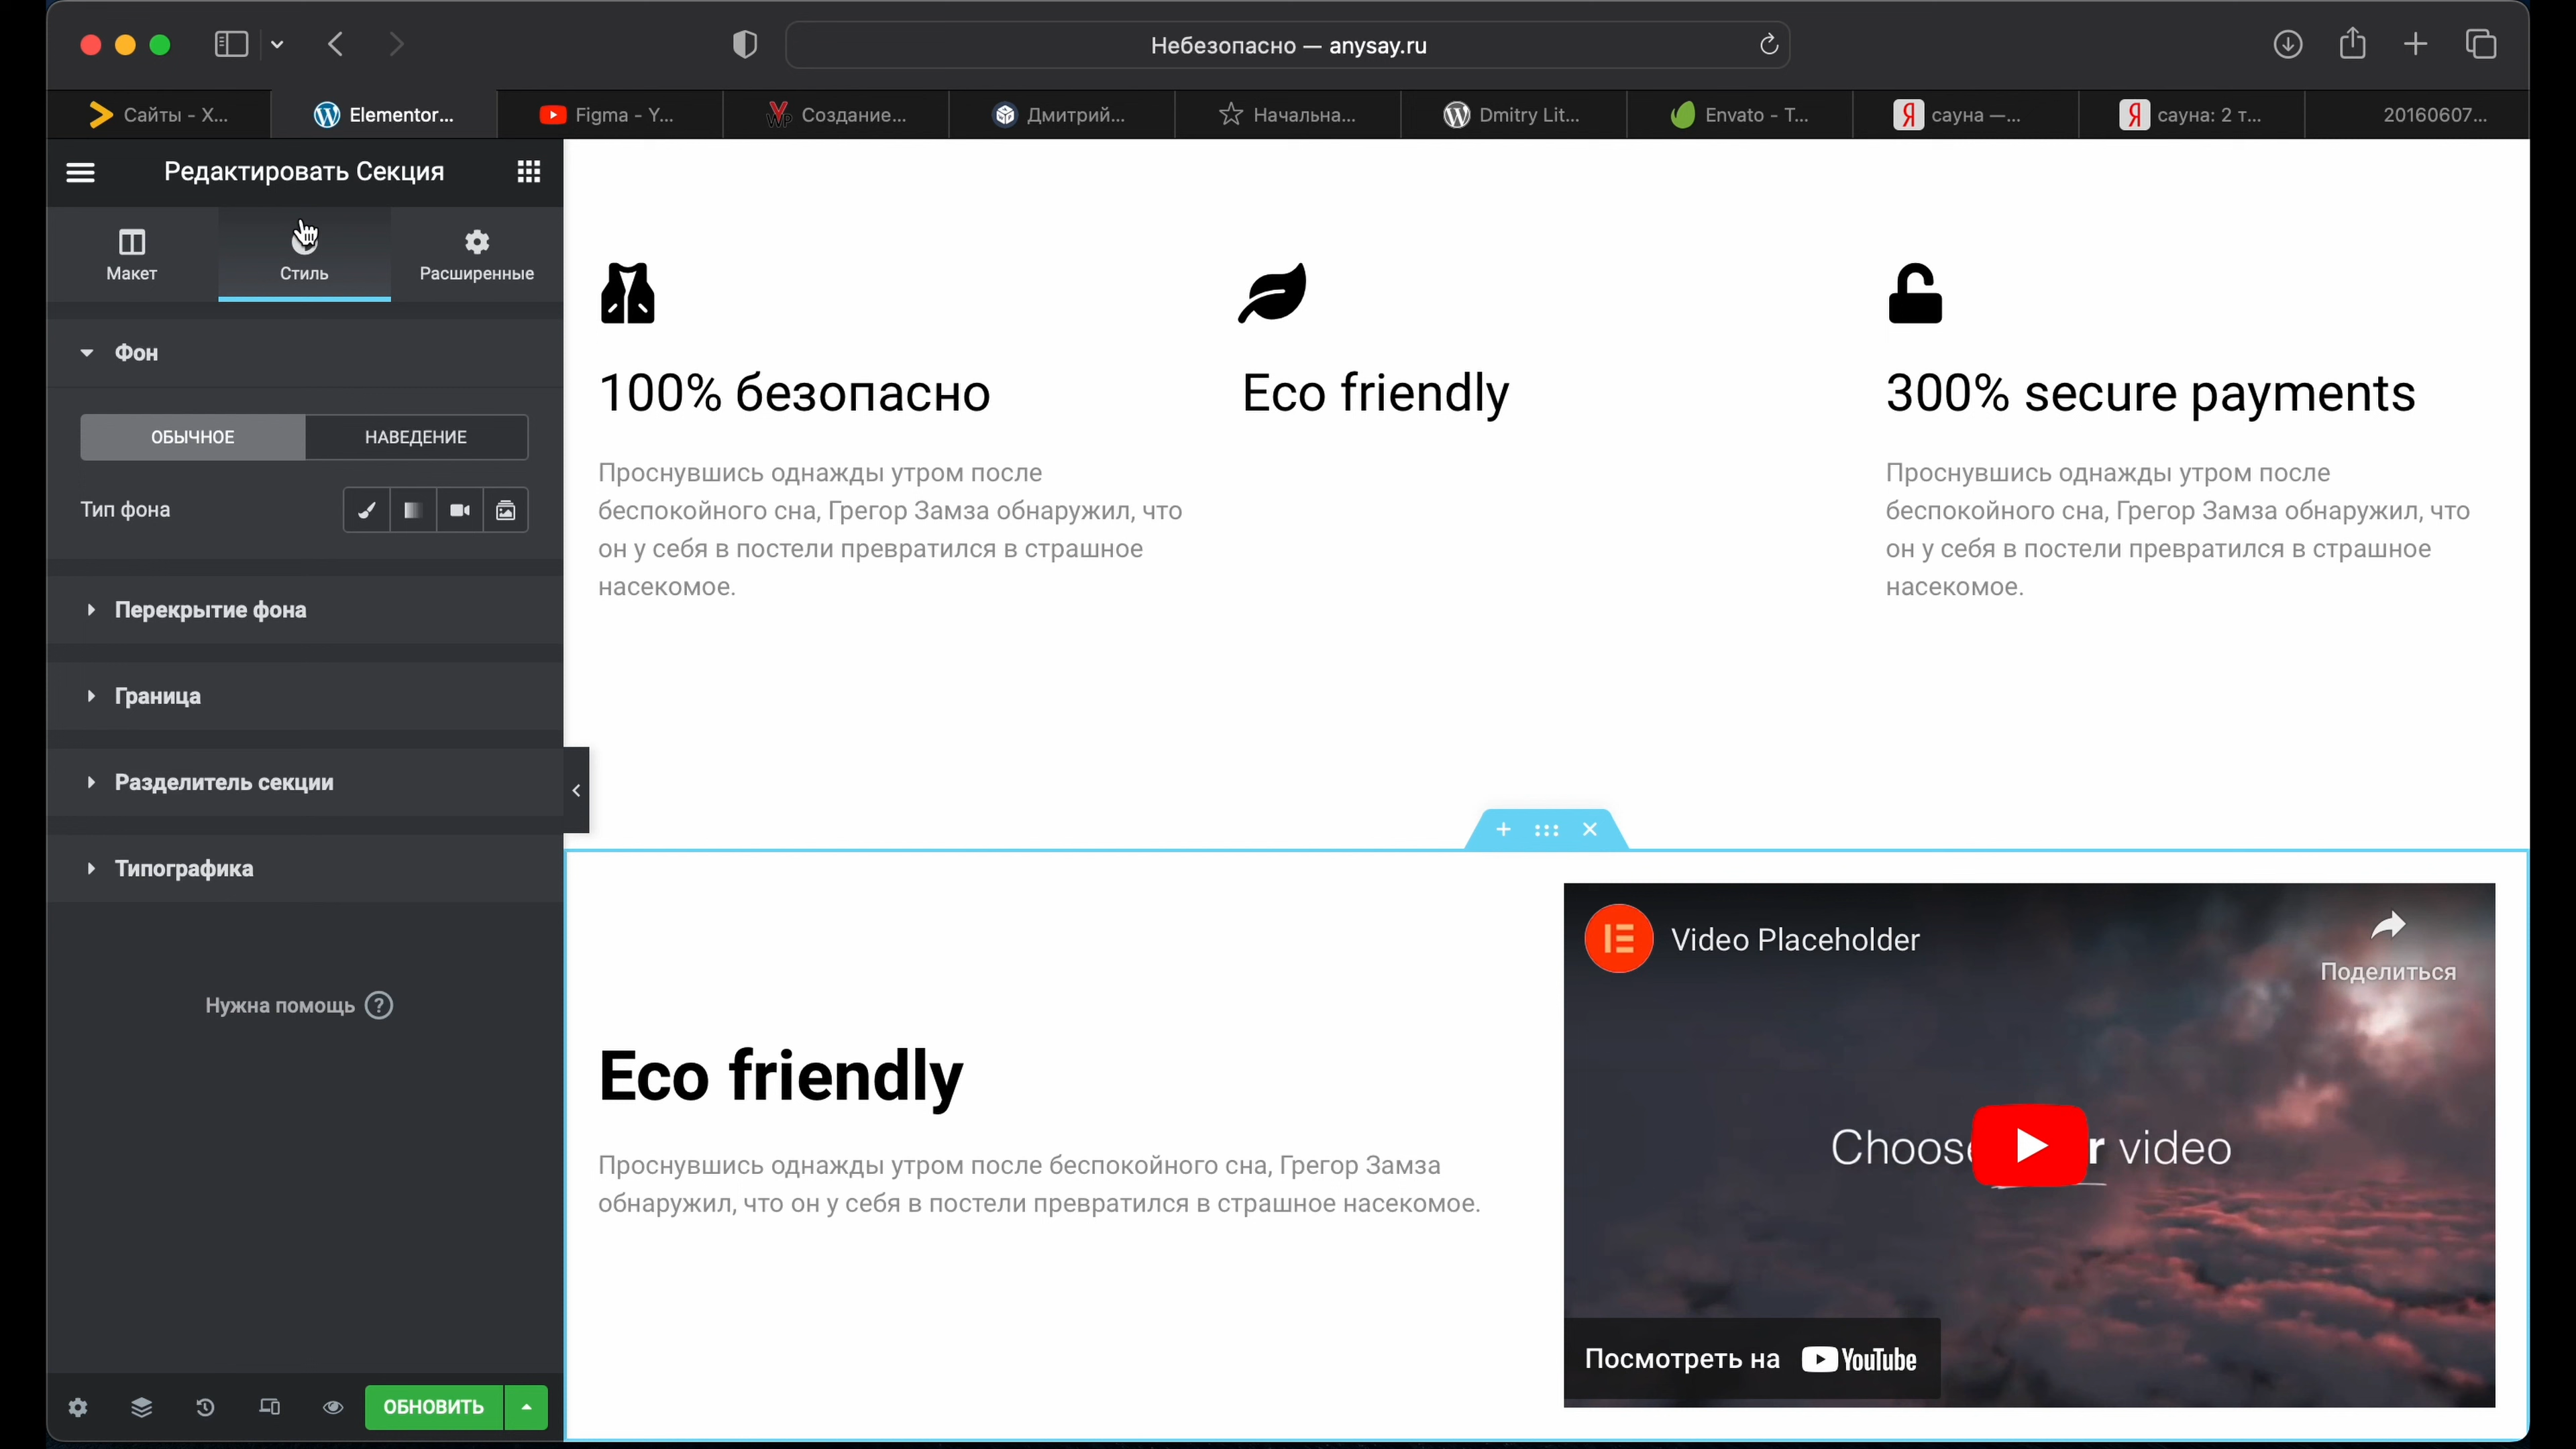 Небезопасно — anysay.ru
Сайты - X...
Elementor...
Figma - Y...
Создание...
Дмитрий...
Начальна...
Dmitry Lit...
Envato - T...
сауна —...
сауна: 2 т...
20160607...
Редактировать Секция
Макет
Стиль
Расширенные
Фон
ОБЫЧНОЕ
НАВЕДЕНИЕ
Тип фона
Перекрытие фона
Граница
Разделитель секции
Типографика
Нужна помощь ?
ОБНОВИТЬ
100% безопасно
Проснувшись однажды утром после
беспокойного сна, Грегор Замза обнаружил, что
он у себя в постели превратился в страшное
насекомое.
Eco friendly
300% secure payments
Проснувшись однажды утром после
беспокойного сна, Грегор Замза обнаружил, что
он у себя в постели превратился в страшное
насекомое.
Eco friendly
Проснувшись однажды утром после беспокойного сна, Грегор Замза
обнаружил, что он у себя в постели превратился в страшное насекомое.
Video Placeholder
Поделиться
video
Посмотреть на YouTube